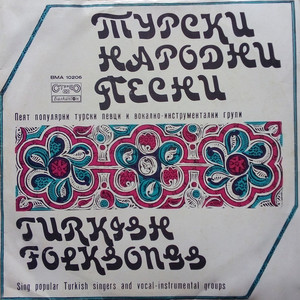 ТУРСКИ
НАРОДНИ
ПЕСНИ
ВМА 10206
Balkanton
Пеят популярни турски певци и вокално-инструментални групи
TURKISH
FOLKSONGS
Sing popular Turkish singers and vocal-instrumental groups